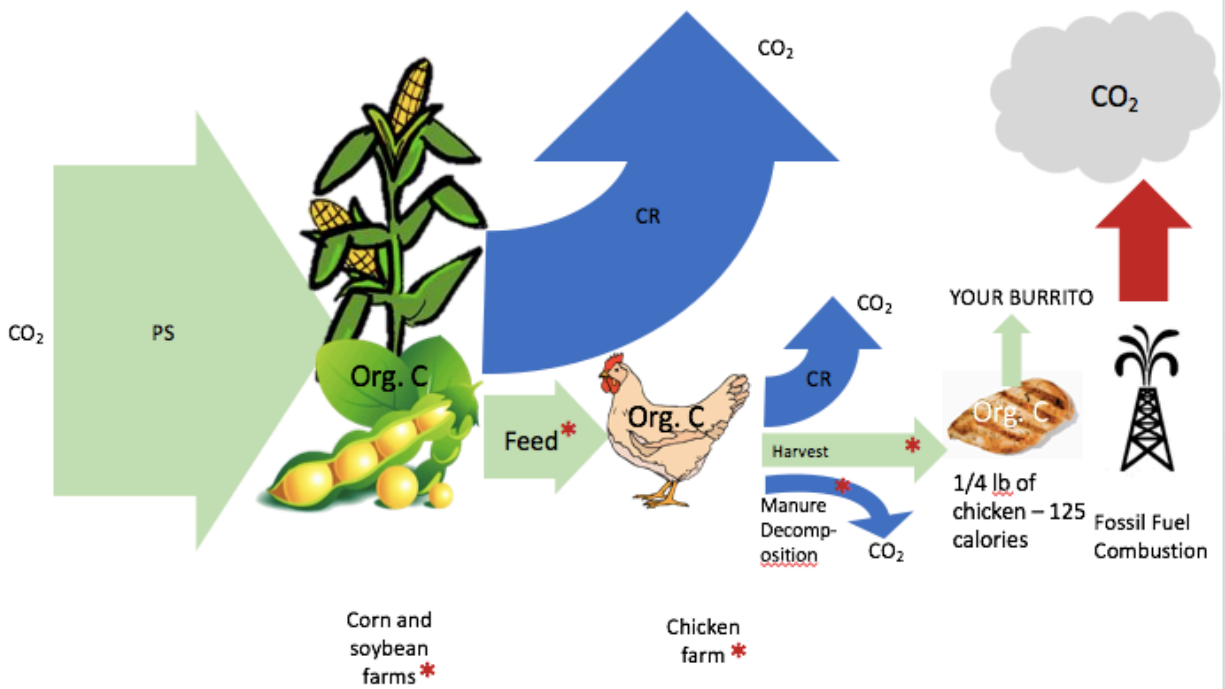 CO₂
PS
Org. C
CR
CO₂
Feed*
Org. C
CR
CO₂
Harvest *
Manure *
Decomp-
osition
CO₂
YOUR BURRITO
Org. C
1/4 lb of
chicken – 125
calories
CO₂
Fossil Fuel
Combustion
Corn and
soybean
farms *
Chicken
farm *